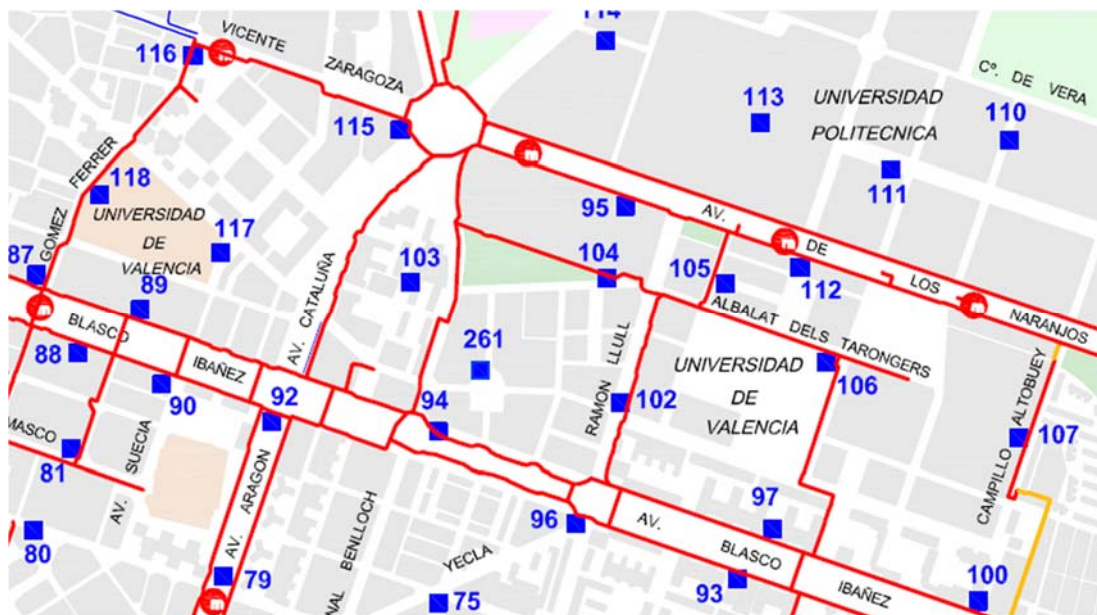 114
VICENTE
116
ZARAGOZA
113
UNIVERSIDAD
POLITECNICA
Cº. DE VERA
110
115
111
GOMEZ FERRER
118
UNIVERSIDAD
DE
VALENCIA
117
95
AV. DE LOS NARANJOS
87
103
104
105
112
89
AV. CATALUÑA
BLASCO IBAÑEZ
88
90
261
RAMON LLULL
ALBALAT DELS TARONGERS
UNIVERSIDAD
DE
VALENCIA
106
CAMPILLO ALTOBUEY
92
94
102
107
MASCO
81
AV. SUECIA
AV. ARAGON
BENLLOCH
97
80
96
AV. BLASCO IBAÑEZ
YECLA
79
NAL
75
93
100